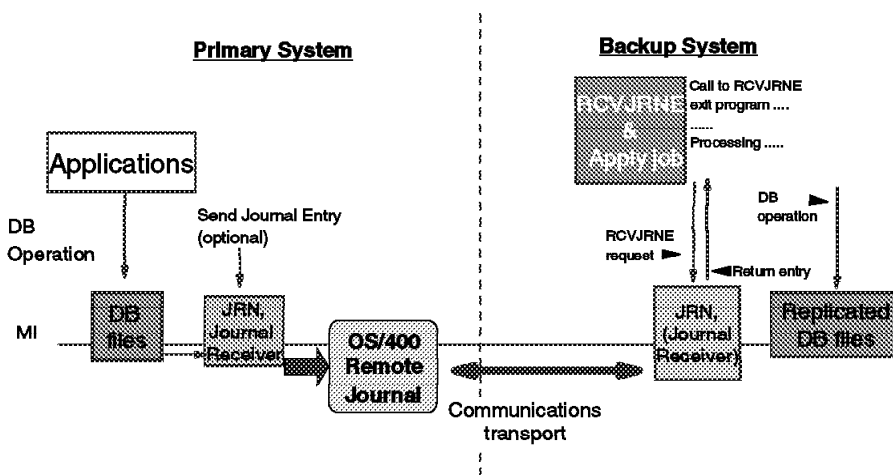 Primary System
Backup System
Applications
DB
Operation
Send Journal Entry
(optional)
MI
DB
files
JRN,
Journal
Receiver
OS/400
Remote
Journal
Communications
transport
RCVJRNE
&
Apply job
Call to RCVJRNE
exit program ....
......
Processing .....
RCVJRNE
request
Return entry
DB
operation
JRN,
(Journal
Receiver)
Replicated
DB files